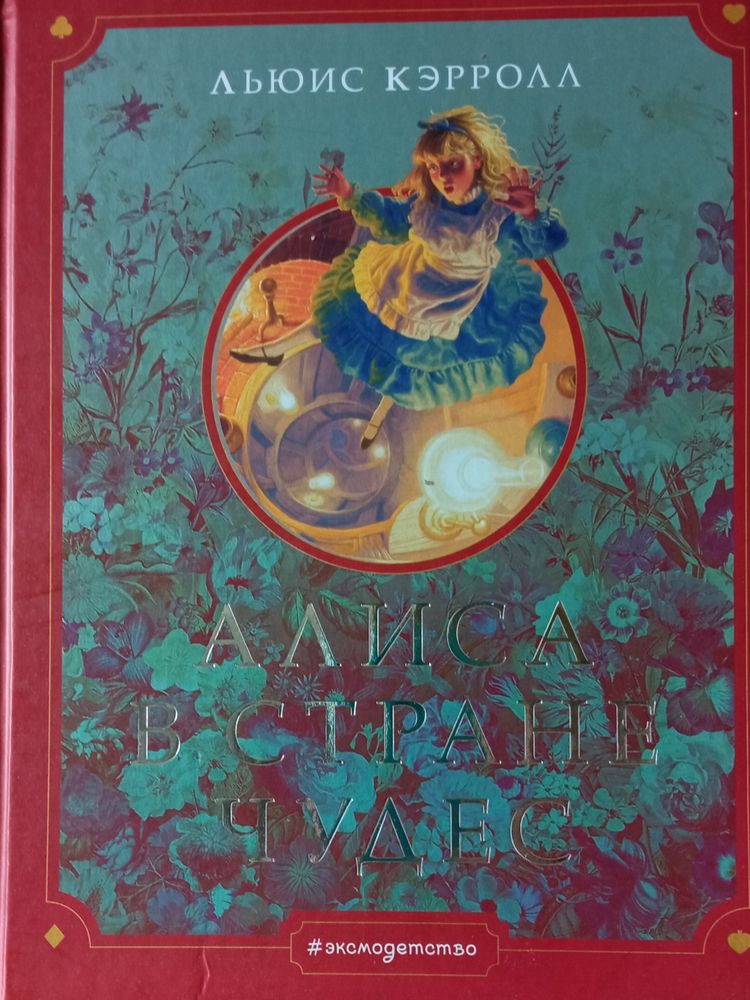 ЛЬЮИС КЭРРОЛЛ
АЛИСА
В СТРАНЕ
ЧУДЕС
#эксмодетство